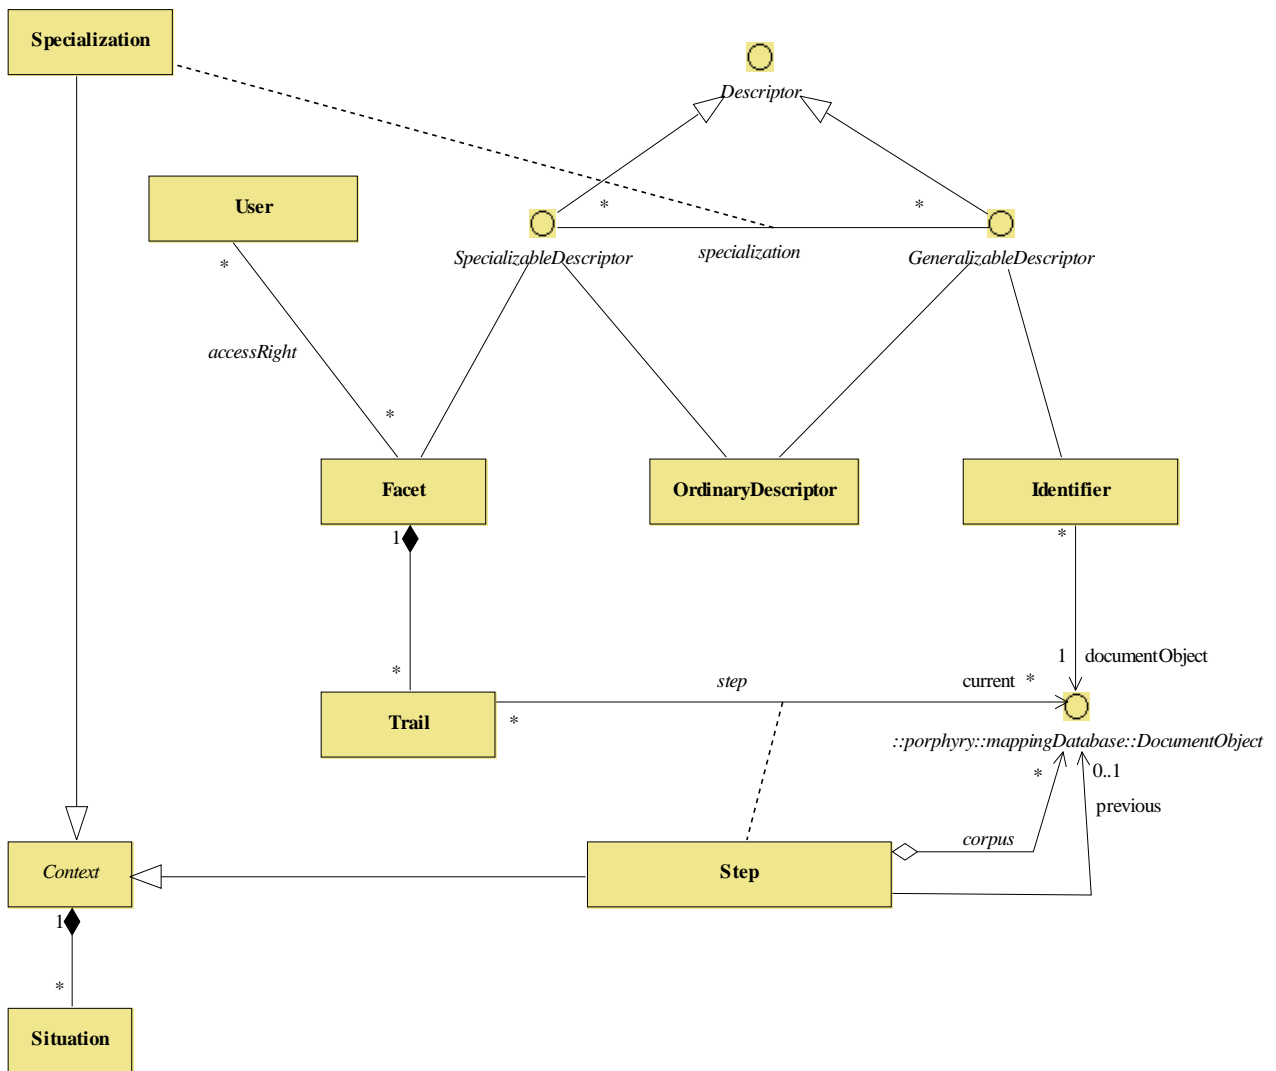 Specialization
Descriptor
User
*
*
*
SpecializableDescriptor
specialization
GeneralizableDescriptor
accessRight
*
Facet
OrdinaryDescriptor
Identifier
1
*
*
1
documentObject
step
current *
Trail
*
::porphyry::mappingDatabase::DocumentObject
*
0..1
previous
corpus
Context
Step
1
*
Situation